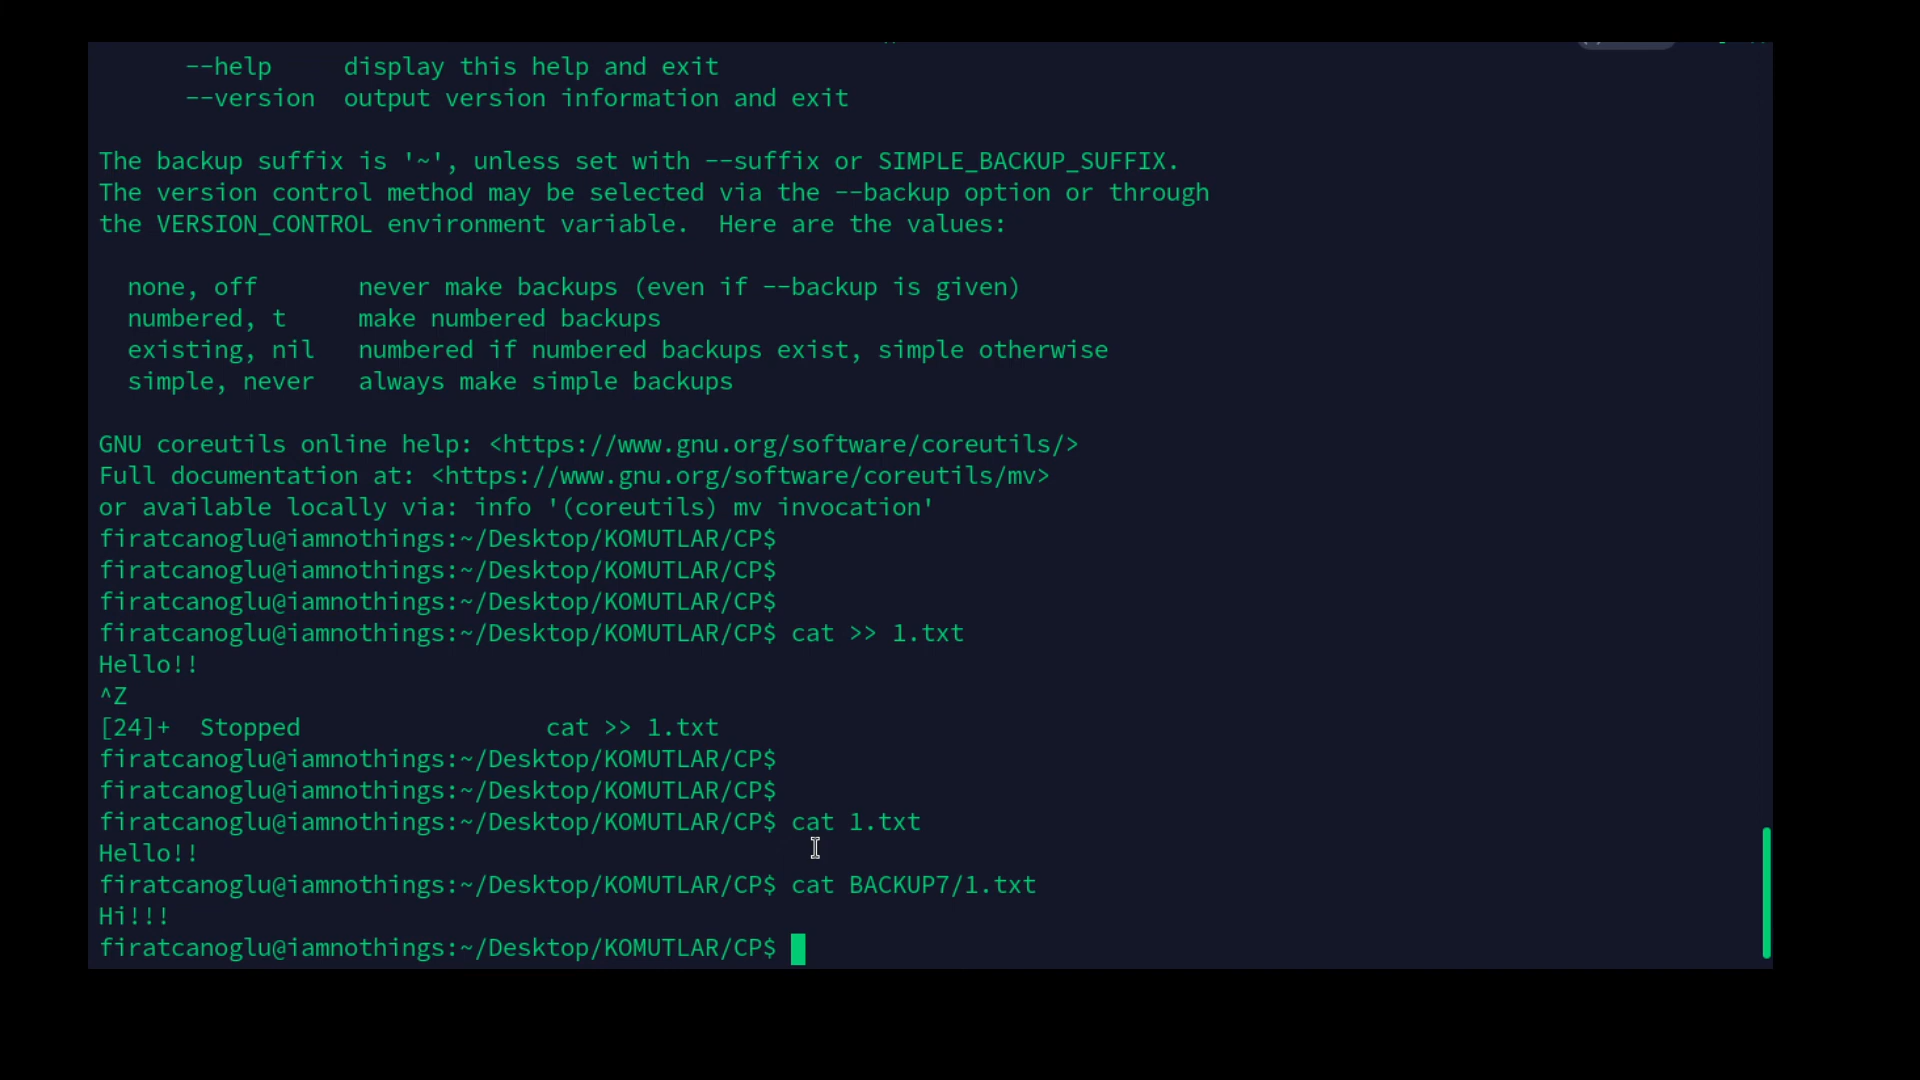 --help     display this help and exit
--version  output version information and exit
The backup suffix is '~', unless set with --suffix or SIMPLE_BACKUP_SUFFIX.
The version control method may be selected via the --backup option or through
the VERSION_CONTROL environment variable.  Here are the values:
none, off       never make backups (even if --backup is given)
numbered, t     make numbered backups
existing, nil   numbered if numbered backups exist, simple otherwise
simple, never   always make simple backups
GNU coreutils online help: <https://www.gnu.org/software/coreutils/>
Full documentation at: <https://www.gnu.org/software/coreutils/mv>
or available locally via: info '(coreutils) mv invocation'
firatcanoglu@iamnothings:~/Desktop/KOMUTLAR/CP$
firatcanoglu@iamnothings:~/Desktop/KOMUTLAR/CP$
firatcanoglu@iamnothings:~/Desktop/KOMUTLAR/CP$
firatcanoglu@iamnothings:~/Desktop/KOMUTLAR/CP$ cat >> 1.txt
Hello!!
^Z
[24]+  Stopped                 cat >> 1.txt
firatcanoglu@iamnothings:~/Desktop/KOMUTLAR/CP$
firatcanoglu@iamnothings:~/Desktop/KOMUTLAR/CP$
firatcanoglu@iamnothings:~/Desktop/KOMUTLAR/CP$ cat 1.txt
Hello!!
firatcanoglu@iamnothings:~/Desktop/KOMUTLAR/CP$ cat BACKUP7/1.txt
Hi!!!
firatcanoglu@iamnothings:~/Desktop/KOMUTLAR/CP$